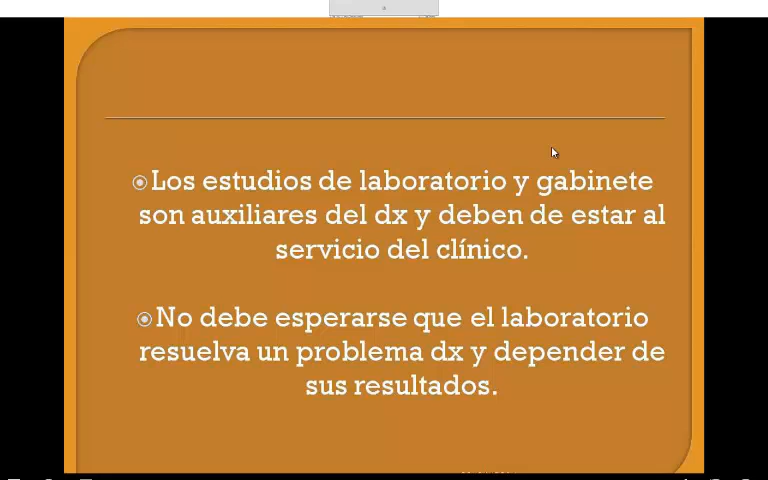 Los estudios de laboratorio y gabinete
son auxiliares del dx y deben de estar al
servicio del clínico.
No debe esperarse que el laboratorio
resuelva un problema dx y depender de
sus resultados.